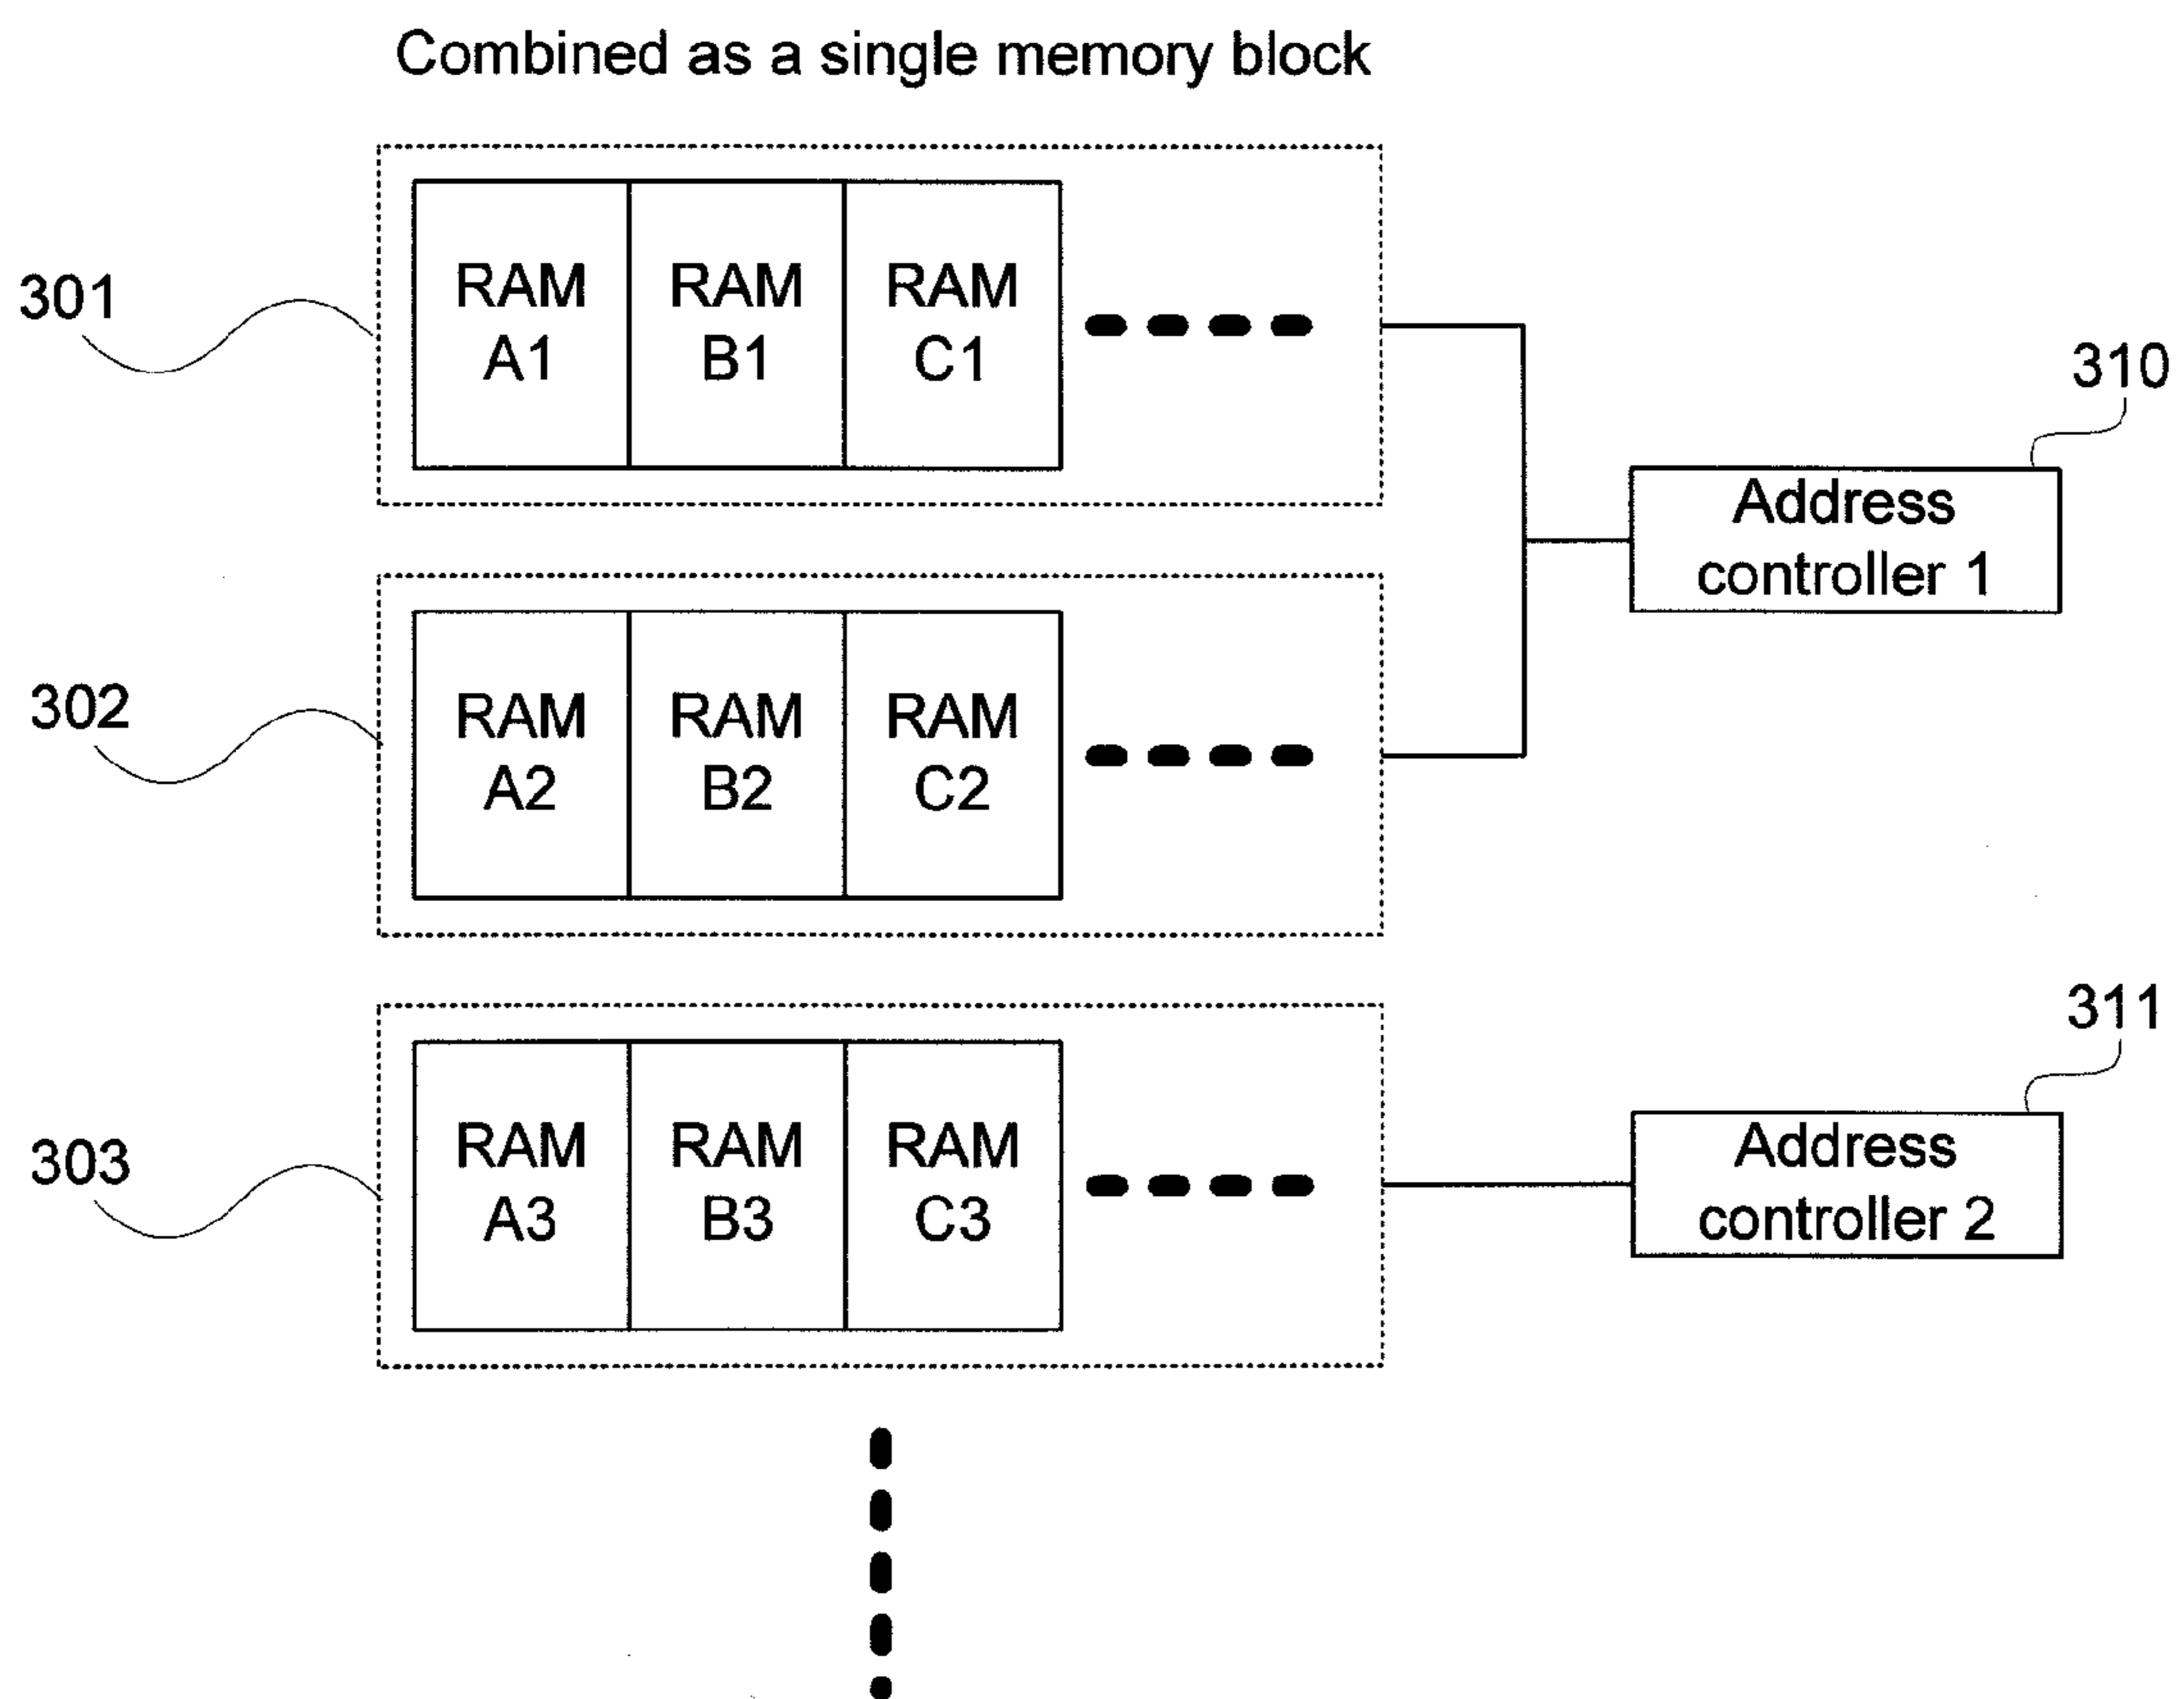 Combined as a single memory block
301
RAM
A1
RAM
B1
RAM
C1
310
Address
controller 1
302
RAM
A2
RAM
B2
RAM
C2
303
RAM
A3
RAM
B3
RAM
C3
311
Address
controller 2